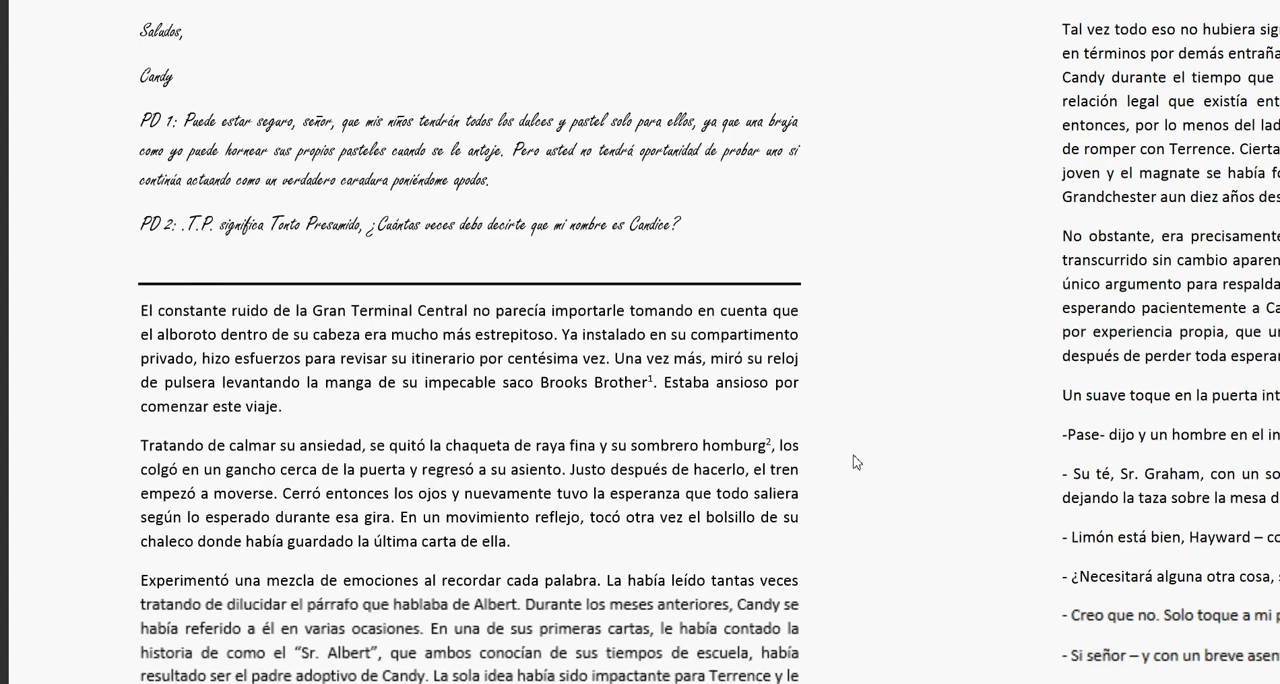 Saludos,
Candy
PD 1: Puede estar seguro, señor, que mis niños tendrán todos los dulces y pastel solo para ellos, ya que una bruja
como yo puede hornear sus propios pasteles cuando se le antoje. Pero usted no tendrá oportunidad de probar uno si
continúa actuando como un verdadero caradura poniéndome apodos.
PD 2: .T.P. significa Tonto Presumido, ¿Cuántas veces debo decirte que mi nombre es Candice?
El constante ruido de la Gran Terminal Central no parecía importarle tomando en cuenta que
el alboroto dentro de su cabeza era mucho más estrepitoso. Ya instalado en su compartimento
privado, hizo esfuerzos para revisar su itinerario por centésima vez. Una vez más, miró su reloj
de pulsera levantando la manga de su impecable saco Brooks Brother¹. Estaba ansioso por
comenzar este viaje.
Tratando de calmar su ansiedad, se quitó la chaqueta de raya fina y su sombrero homburg², los
colgó en un gancho cerca de la puerta y regresó a su asiento. Justo después de hacerlo, el tren
empezó a moverse. Cerró entonces los ojos y nuevamente tuvo la esperanza que todo saliera
según lo esperado durante esa gira. En un movimiento reflejo, tocó otra vez el bolsillo de su
chaleco donde había guardado la última carta de ella.
Experimentó una mezcla de emociones al recordar cada palabra. La había leído tantas veces
tratando de dilucidar el párrafo que hablaba de Albert. Durante los meses anteriores, Candy se
había referido a él en varias ocasiones. En una de sus primeras cartas, le había contado la
historia de como el “Sr. Albert”, que ambos conocían de sus tiempos de escuela, había
resultado ser el padre adoptivo de Candy. La sola idea había sido impactante para Terrence y le
Tal vez todo eso no hubiera sig
en términos por demás entraña
Candy durante el tiempo que
relación legal que existía ent
entonces, por lo menos del lad
de romper con Terrence. Cierta
joven y el magnate se había fo
Grandchester aun diez años des
No obstante, era precisamente
transcurrido sin cambio aparen
único argumento para respalda
esperando pacientemente a Ca
por experiencia propia, que un
después de perder toda espera
Un suave toque en la puerta int
-Pase- dijo y un hombre en el in
- Su té, Sr. Graham, con un so
dejando la taza sobre la mesa d
- Limón está bien, Hayward – co
- ¿Necesitará alguna otra cosa, s
- Creo que no. Solo toque a mi p
- Si señor – y con un breve asen